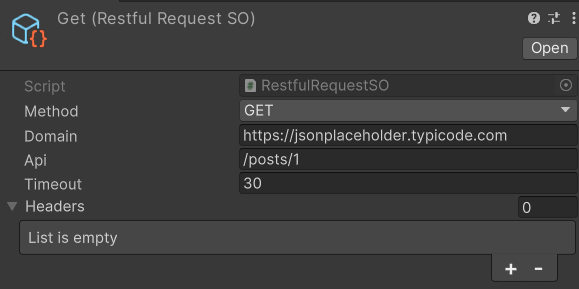 Get (Restful Request SO)
Open
Script RestfulRequestSO
Method GET
Domain https://jsonplaceholder.typicode.com
Api /posts/1
Timeout 30
Headers 0
List is empty
+ -